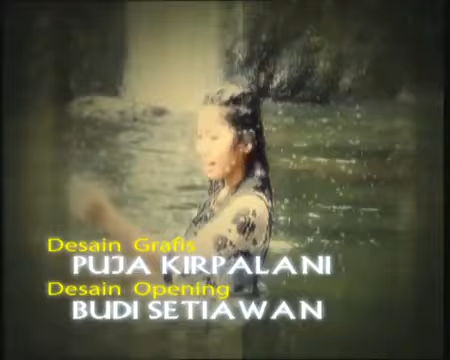 Desain Grafis
PUJA KIRPALANI
Desain Opening
BUDI SETIAWAN